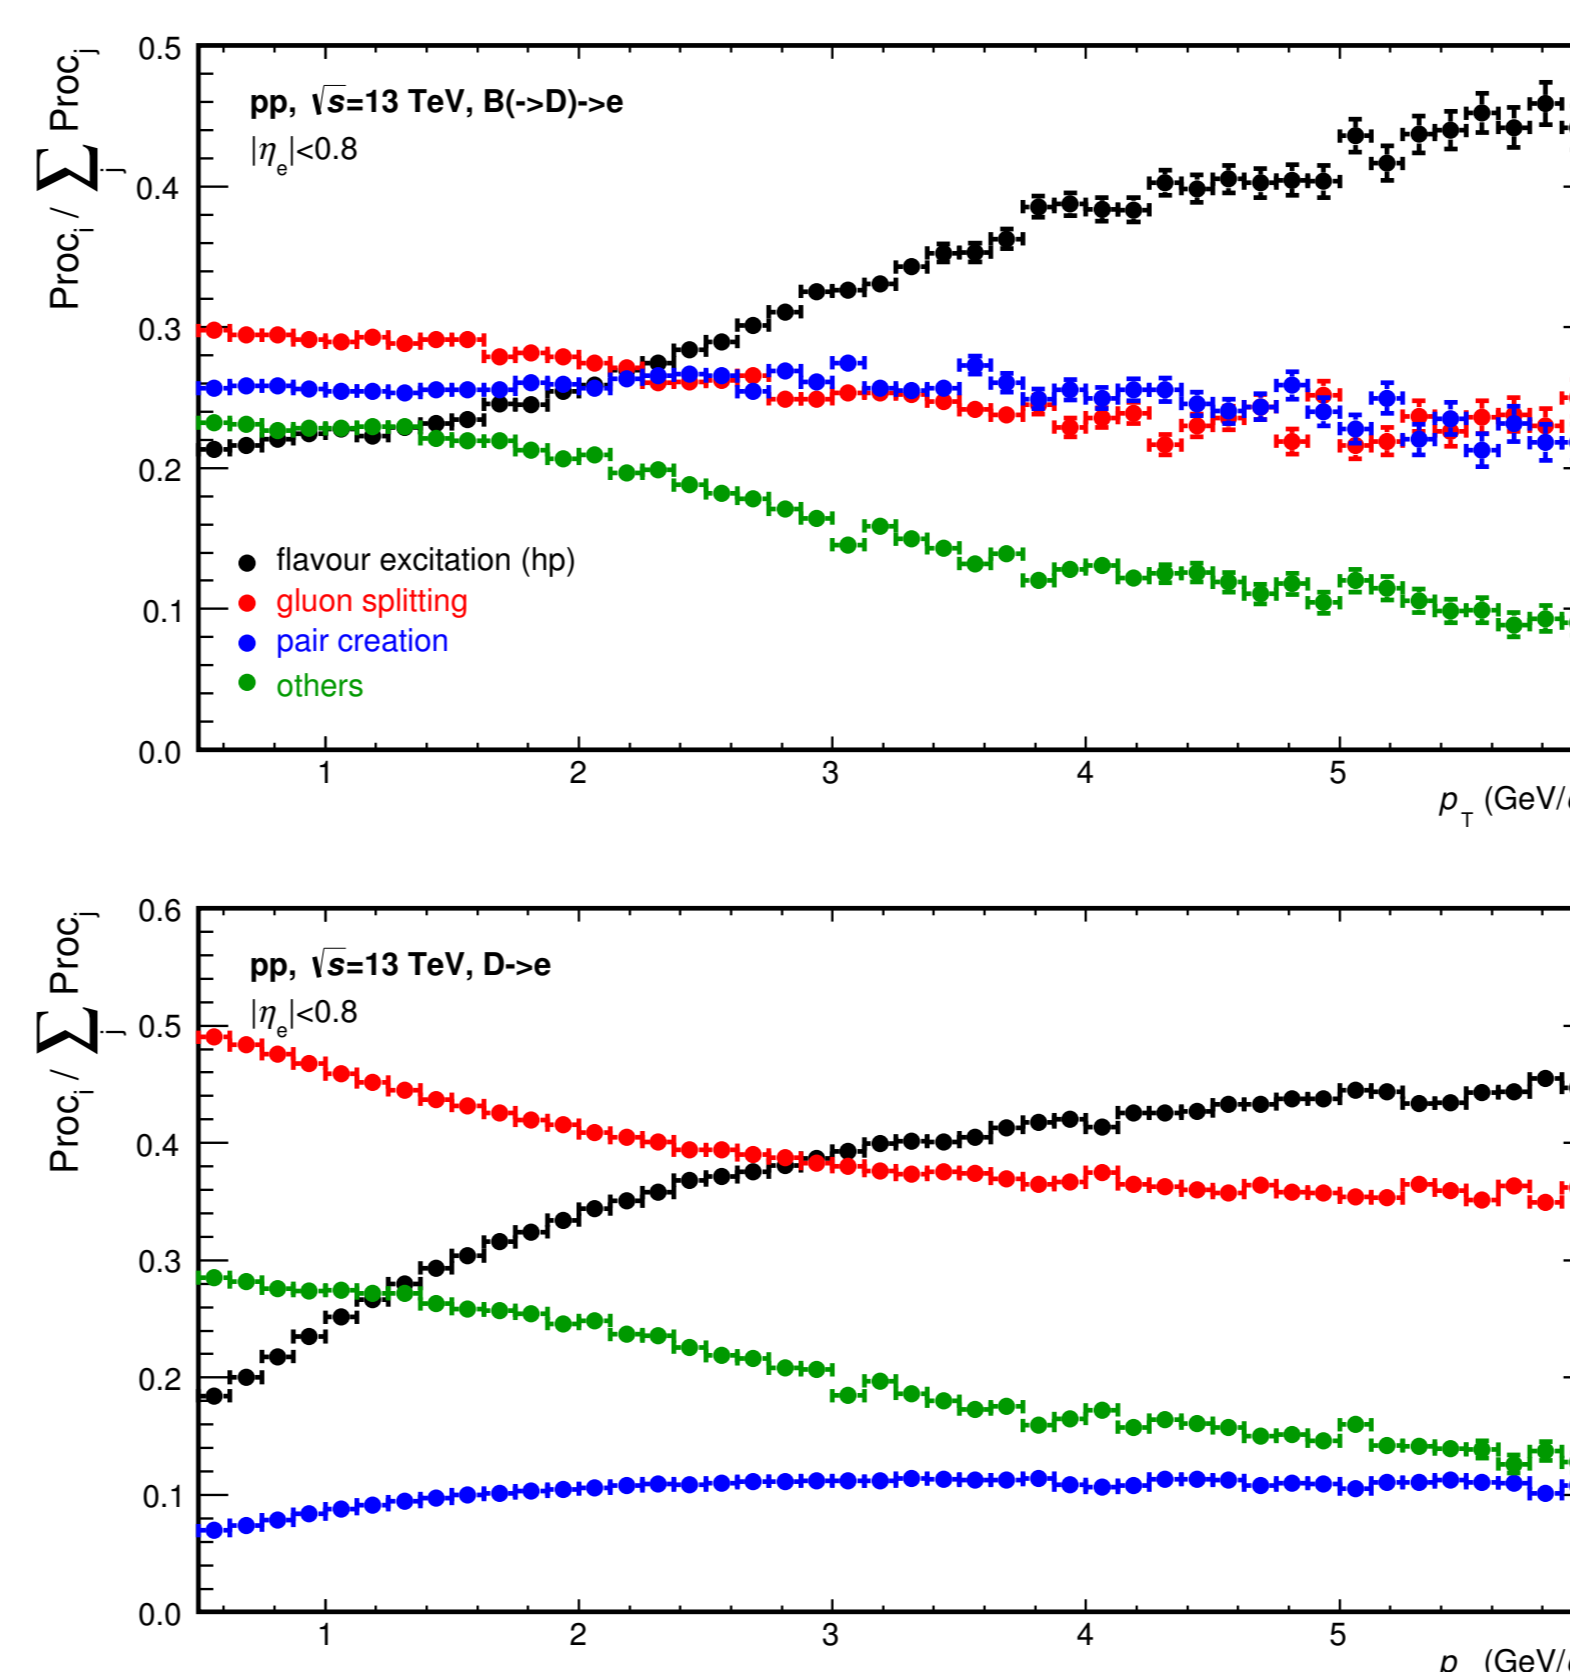 Proc_i / ∑_j Proc_j
0.5
0.4
0.3
0.2
0.1
0.0
pp, √s=13 TeV, B(->D)->e
|η_e|<0.8
flavour excitation (hp)
gluon splitting
pair creation
others
1 2 3 4 5
p_T (GeV/
Proc_i / ∑_j Proc_j
0.6
0.5
0.4
0.3
0.2
0.1
0.0
pp, √s=13 TeV, D->e
|η_e|<0.8
1 2 3 4 5
p (GeV/